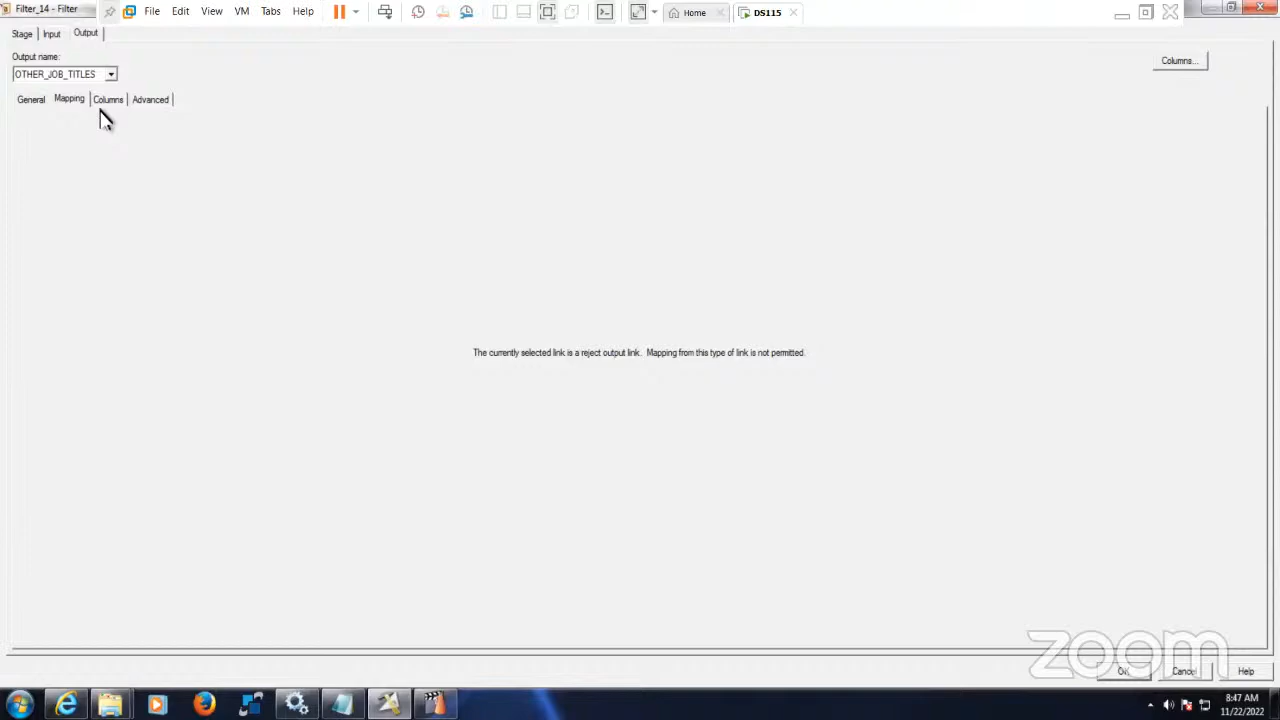 Filter_14 - Filter
File Edit View VM Tabs Help
Home
DS115
Stage Input Output
Output name:
OTHER_JOB_TITLES
Columns...
General Mapping Columns Advanced
The currently selected link is a reject output link. Mapping from this type of link is not permitted.
zoom
OK Cancel Help
8:47 AM
11/22/2022